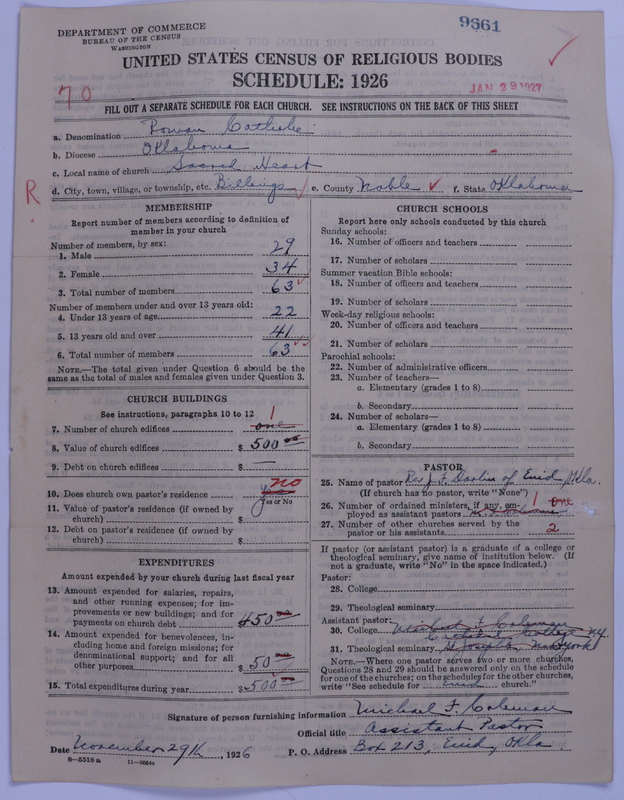 9661
DEPARTMENT OF COMMERCE
BUREAU OF THE CENSUS
WASHINGTON
UNITED STATES CENSUS OF RELIGIOUS BODIES
SCHEDULE: 1926
JAN 28 1927
70
FILL OUT A SEPARATE SCHEDULE FOR EACH CHURCH. SEE INSTRUCTIONS ON THE BACK OF THIS SHEET
a. Denomination Roman Catholic
b. Diocese Oklahoma
c. Local name of church Sacred Heart
R
d. City, town, village, or township, etc. Billings e. County Noble f. State Oklahoma
MEMBERSHIP
Report number of members according to definition of
member in your church
Number of members, by sex:
1. Male 29
2. Female 34
3. Total number of members 63
Number of members under and over 13 years old:
4. Under 13 years of age 22
5. 13 years old and over 41
6. Total number of members 63
NOTE.—The total given under Question 6 should be the
same as the total of males and females given under Question 3.
CHURCH BUILDINGS
See instructions, paragraphs 10 to 12
7. Number of church edifices one 1
8. Value of church edifices $ 500
9. Debt on church edifices $ —
10. Does church own pastor's residence no
Yes or No
11. Value of pastor's residence (if owned by
church) $
12. Debt on pastor's residence (if owned by
church) $
EXPENDITURES
Amount expended by your church during last fiscal year
13. Amount expended for salaries, repairs,
and other running expenses; for im-
provements or new buildings; and for
payments on church debt 450
14. Amount expended for benevolences, in-
cluding home and foreign missions; for
denominational support; and for all
other purposes $ 50
15. Total expenditures during year $ 500
CHURCH SCHOOLS
Report here only schools conducted by this church
Sunday schools:
16. Number of officers and teachers
17. Number of scholars
Summer vacation Bible schools:
18. Number of officers and teachers
19. Number of scholars
Week-day religious schools:
20. Number of officers and teachers
21. Number of scholars
Parochial schools:
22. Number of administrative officers
23. Number of teachers—
a. Elementary (grades 1 to 8)
b. Secondary
24. Number of scholars—
a. Elementary (grades 1 to 8)
b. Secondary
PASTOR
25. Name of pastor Rev J. F. of Enid Okla.
(If church has no pastor, write "None")
26. Number of ordained ministers, if any, em-
ployed as assistant pastors 1 one
27. Number of other churches served by the
pastor or his assistants 2
If pastor (or assistant pastor) is a graduate of a college or
theological seminary, give name of institution below. (If
not a graduate, write "No" in the space indicated.)
Pastor:
28. College
29. Theological seminary
Assistant pastor: Michael F. Coleman
30. College College N.Y.
31. Theological seminary St Joseph's New York
NOTE.—Where one pastor serves two or more churches,
Questions 28 and 29 should be answered only on the schedule
for one of the churches; on the schedules for the other churches,
write "See schedule for Enid church."
Signature of person furnishing information Michael F. Coleman
Official title Assistant Pastor
Date November 29th, 1926 P. O. Address Box 213, Enid, Okla.
8—5518a 11—9084a